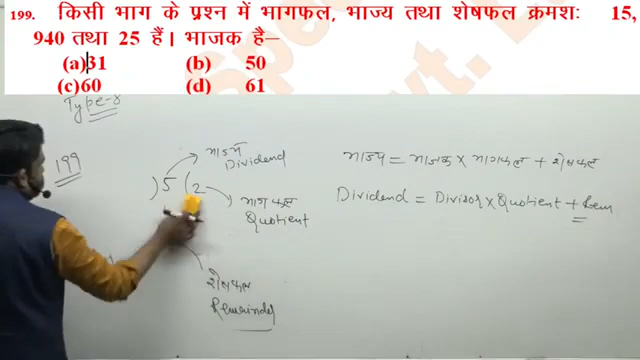 199. किसी भाग के प्रश्न में भागफल, भाज्य तथा शेषफल क्रमशः 15,
940 तथा 25 हैं। भाजक है–
(a) 31 (b) 50
(c) 60 (d) 61
Type-8
199
भाज्य
Dividend
) 5 ( 2
भागफल
Quotient
शेषफल
Remainder
भाज्य = भाजक × भागफल + शेषफल
Dividend = Divisor × Quotient + Rem